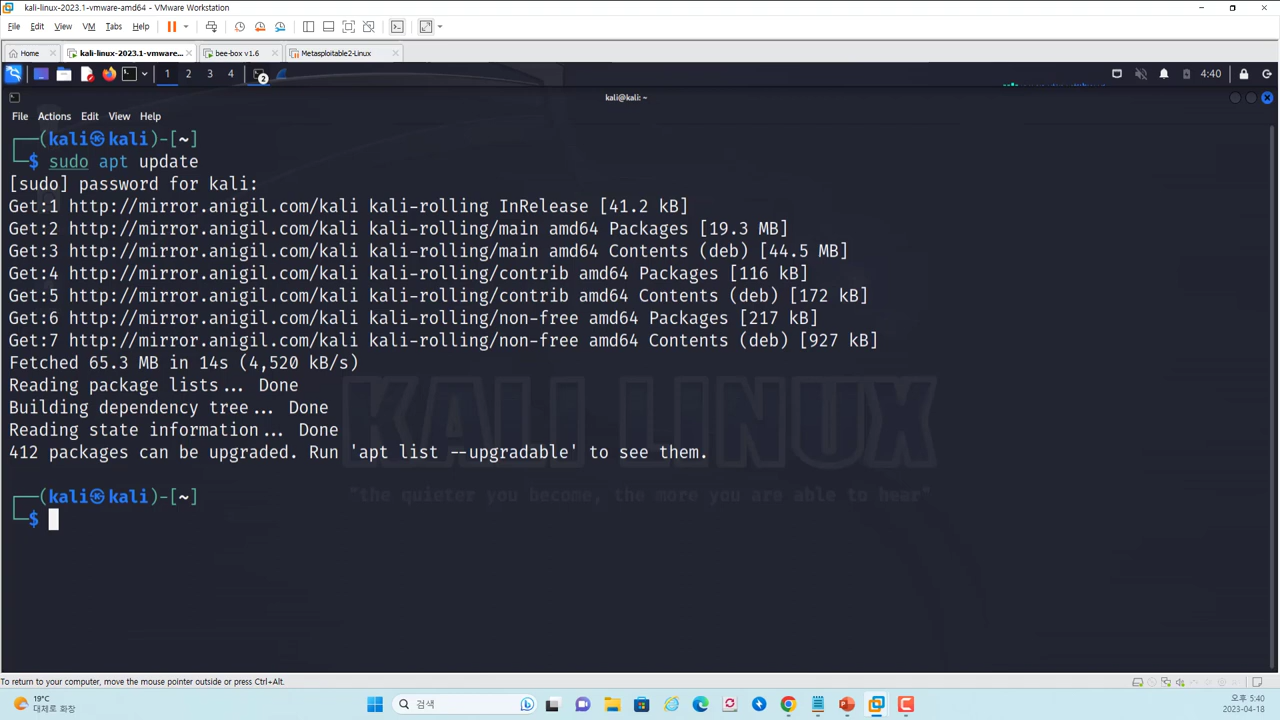 kali-linux-2023.1-vmware-amd64 - VMware Workstation
File Edit View VM Tabs Help
Home kali-linux-2023.1-vmware... bee-box v1.6 Metasploitable2-Linux
1 2 3 4 2 4:40
kali@kali: ~
File Actions Edit View Help
┌──(kali㉿kali)-[~]
└─$ sudo apt update
[sudo] password for kali:
Get:1 http://mirror.anigil.com/kali kali-rolling InRelease [41.2 kB]
Get:2 http://mirror.anigil.com/kali kali-rolling/main amd64 Packages [19.3 MB]
Get:3 http://mirror.anigil.com/kali kali-rolling/main amd64 Contents (deb) [44.5 MB]
Get:4 http://mirror.anigil.com/kali kali-rolling/contrib amd64 Packages [116 kB]
Get:5 http://mirror.anigil.com/kali kali-rolling/contrib amd64 Contents (deb) [172 kB]
Get:6 http://mirror.anigil.com/kali kali-rolling/non-free amd64 Packages [217 kB]
Get:7 http://mirror.anigil.com/kali kali-rolling/non-free amd64 Contents (deb) [927 kB]
Fetched 65.3 MB in 14s (4,520 kB/s)
Reading package lists... Done
Building dependency tree... Done
Reading state information... Done
412 packages can be upgraded. Run 'apt list --upgradable' to see them.
KALI LINUX
"the quieter you become, the more you are able to hear"
┌──(kali㉿kali)-[~]
└─$
To return to your computer, move the mouse pointer outside or press Ctrl+Alt.
19°C
대체로 화창
검색
오후 5:40
2023-04-18